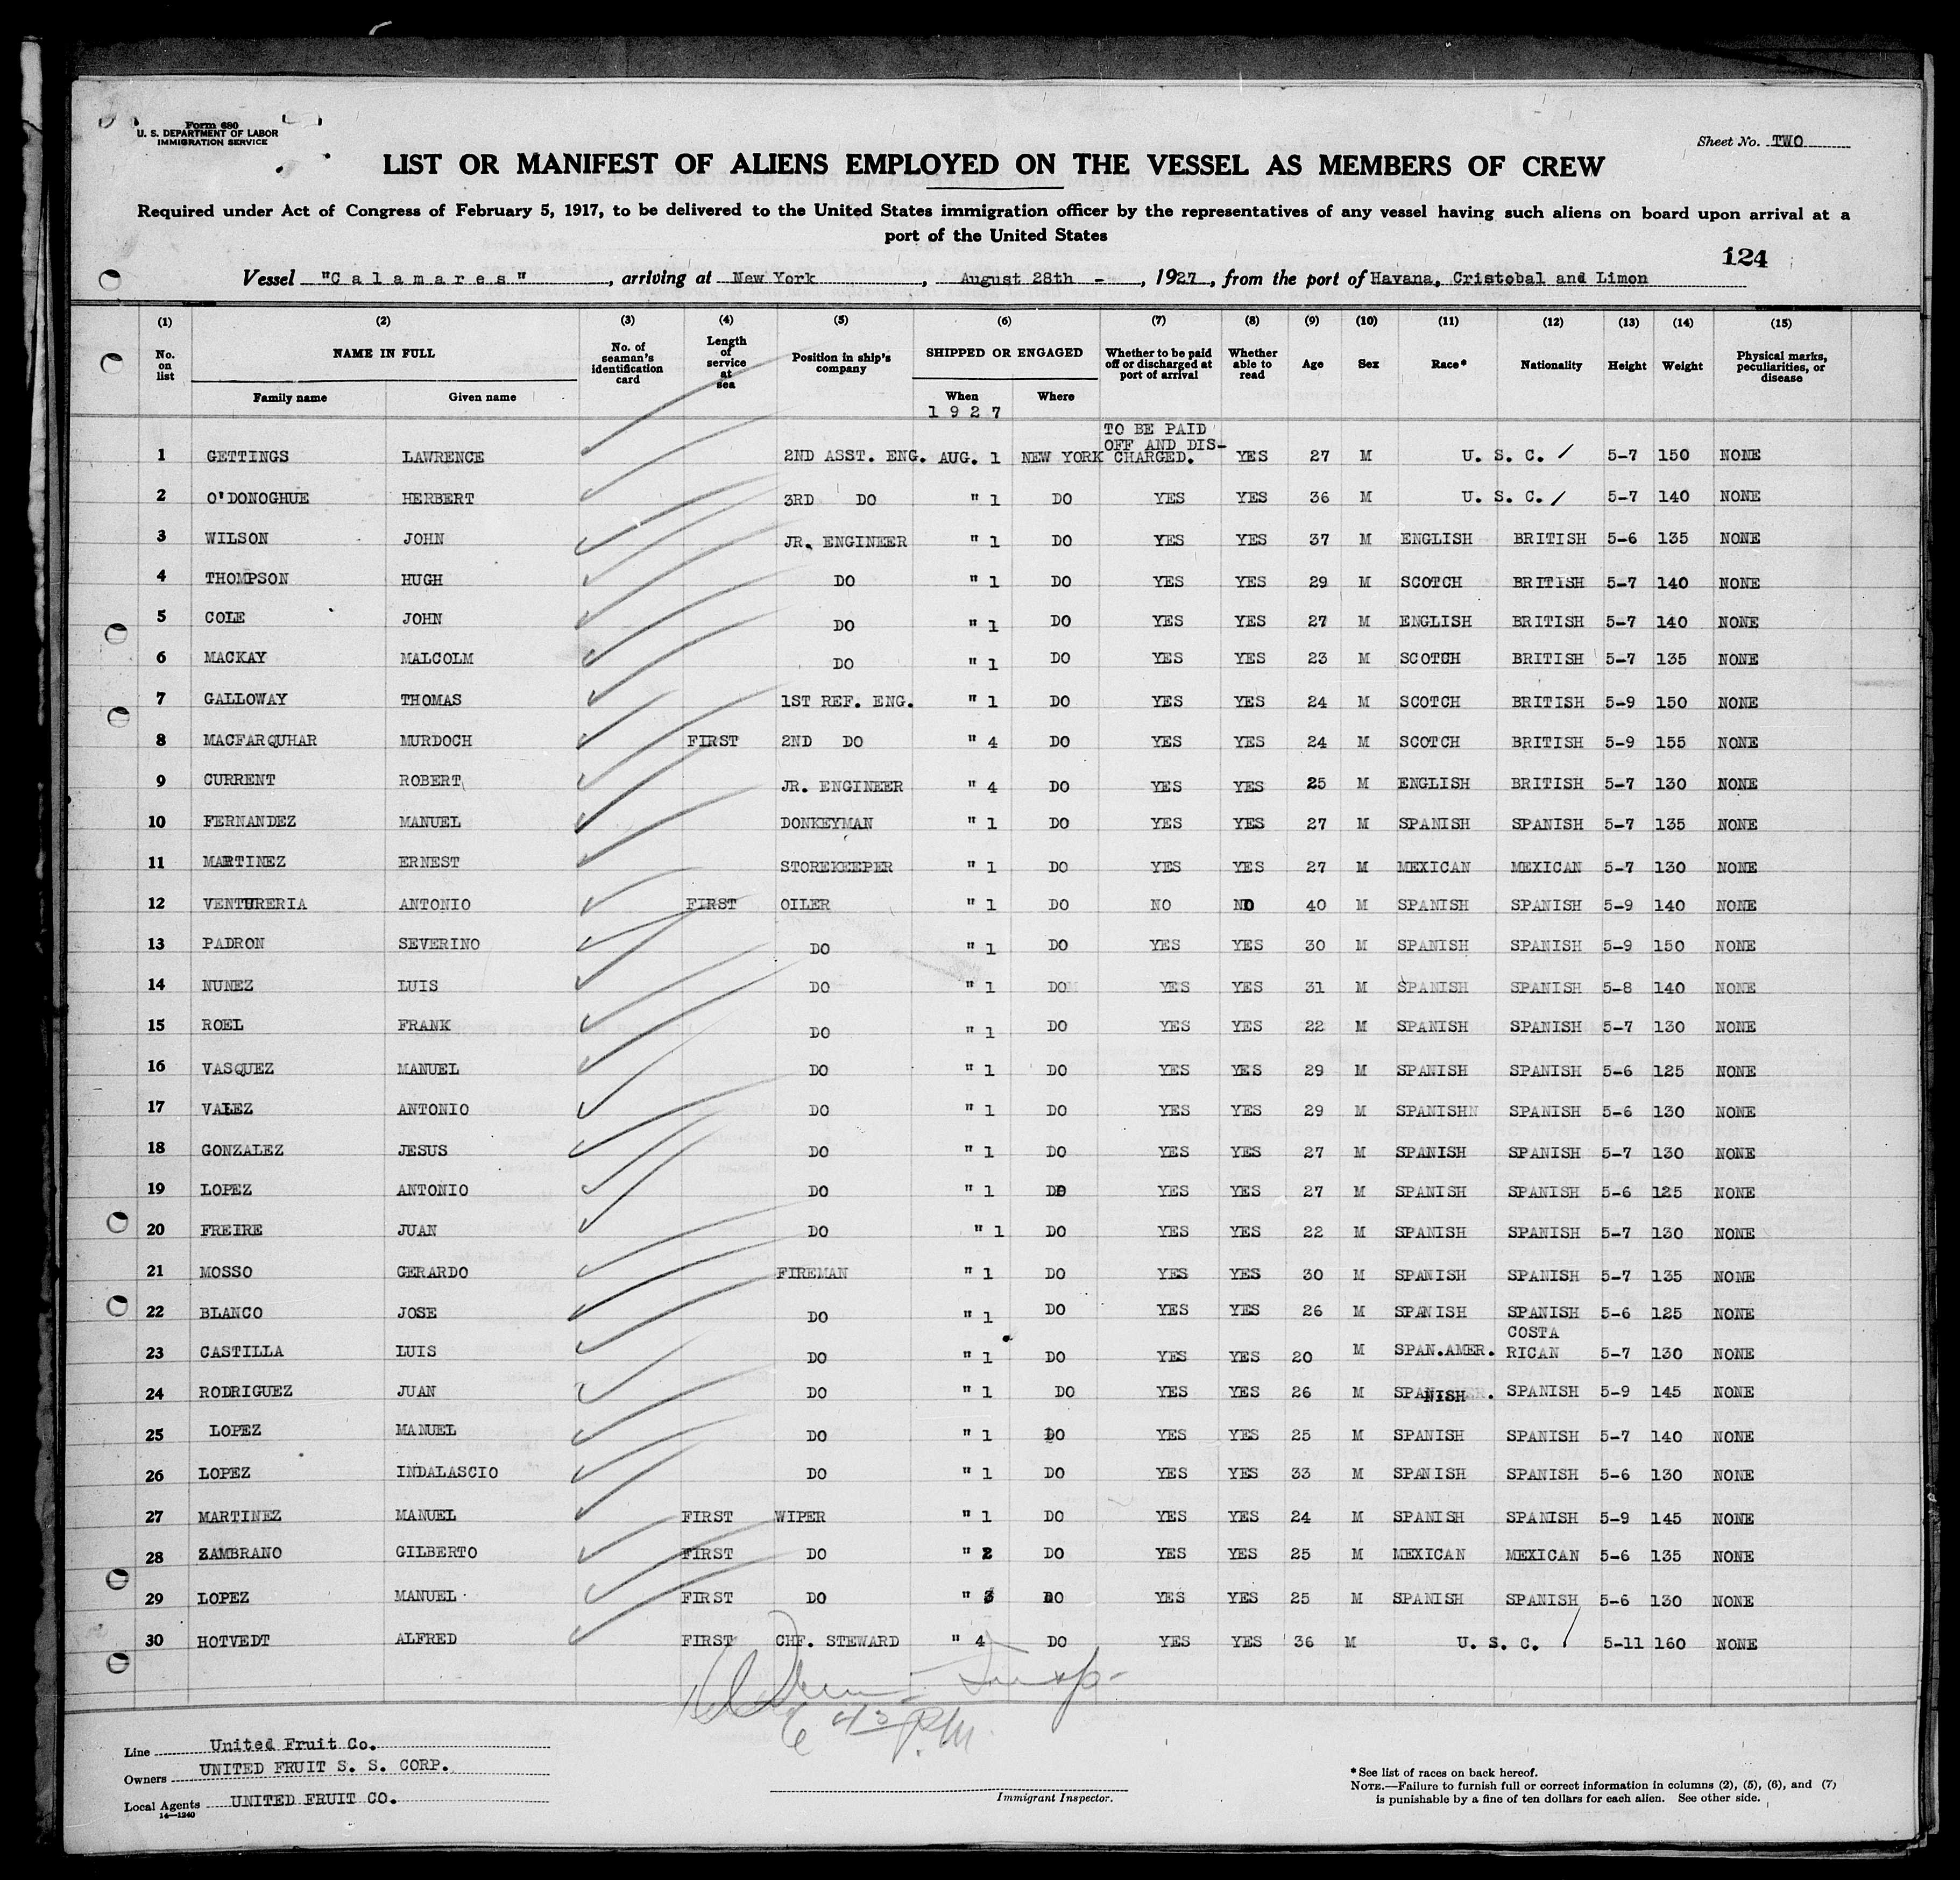 Form 680
U. S. DEPARTMENT OF LABOR
IMMIGRATION SERVICE
Sheet No. TWO
LIST OR MANIFEST OF ALIENS EMPLOYED ON THE VESSEL AS MEMBERS OF CREW
Required under Act of Congress of February 5, 1917, to be delivered to the United States immigration officer by the representatives of any vessel having such aliens on board upon arrival at a
port of the United States
124
Vessel "Calamares", arriving at New York, August 28th -, 1927, from the port of Havana, Cristobal and Limon
(1) (2) (3) (4) (5) (6) (7) (8) (9) (10) (11) (12) (13) (14) (15)
No. on list NAME IN FULL Family name Given name No. of seaman's identification card Length of service at sea Position in ship's company SHIPPED OR ENGAGED When Where Whether to be paid off or discharged at port of arrival Whether able to read Age Sex Race* Nationality Height Weight Physical marks, peculiarities, or disease
1927
TO BE PAID
OFF AND DIS-
1 GETTINGS LAWRENCE 2ND ASST. ENG. AUG. 1 NEW YORK CHARGED. YES 27 M U. S. C. 5-7 150 NONE
2 O'DONOGHUE HERBERT 3RD DO " 1 DO YES YES 36 M U. S. C. 5-7 140 NONE
3 WILSON JOHN JR. ENGINEER " 1 DO YES YES 37 M ENGLISH BRITISH 5-6 135 NONE
4 THOMPSON HUGH DO " 1 DO YES YES 29 M SCOTCH BRITISH 5-7 140 NONE
5 COLE JOHN DO " 1 DO YES YES 27 M ENGLISH BRITISH 5-7 140 NONE
6 MACKAY MALCOLM DO " 1 DO YES YES 23 M SCOTCH BRITISH 5-7 135 NONE
7 GALLOWAY THOMAS 1ST REF. ENG. " 1 DO YES YES 24 M SCOTCH BRITISH 5-9 150 NONE
8 MACFARQUHAR MURDOCH FIRST 2ND DO " 4 DO YES YES 24 M SCOTCH BRITISH 5-9 155 NONE
9 CURRENT ROBERT JR. ENGINEER " 4 DO YES YES 25 M ENGLISH BRITISH 5-7 130 NONE
10 FERNANDEZ MANUEL DONKEYMAN " 1 DO YES YES 27 M SPANISH SPANISH 5-7 135 NONE
11 MARTINEZ ERNEST STOREKEEPER " 1 DO YES YES 27 M MEXICAN MEXICAN 5-7 130 NONE
12 VENTURERIA ANTONIO FIRST OILER " 1 DO NO NO 40 M SPANISH SPANISH 5-9 140 NONE
13 PADRON SEVERINO DO " 1 DO YES YES 30 M SPANISH SPANISH 5-9 150 NONE
14 NUNEZ LUIS DO " 1 DO YES YES 31 M SPANISH SPANISH 5-8 140 NONE
15 ROEL FRANK DO " 1 DO YES YES 22 M SPANISH SPANISH 5-7 130 NONE
16 VASQUEZ MANUEL DO " 1 DO YES YES 29 M SPANISH SPANISH 5-6 125 NONE
17 VALEZ ANTONIO DO " 1 DO YES YES 29 M SPANISHN SPANISH 5-6 130 NONE
18 GONZALEZ JESUS DO " 1 DO YES YES 27 M SPANISH SPANISH 5-7 130 NONE
19 LOPEZ ANTONIO DO " 1 DO YES YES 27 M SPANISH SPANISH 5-6 125 NONE
20 FREIRE JUAN DO " 1 DO YES YES 22 M SPANISH SPANISH 5-7 130 NONE
21 MOSSO GERARDO FIREMAN " 1 DO YES YES 30 M SPANISH SPANISH 5-7 135 NONE
22 BLANCO JOSE DO " 1 DO YES YES 26 M SPANISH SPANISH 5-6 125 NONE
COSTA
23 CASTILLA LUIS DO " 1 DO YES YES 20 M SPAN.AMER. RICAN 5-7 130 NONE
24 RODRIGUEZ JUAN DO " 1 DO YES YES 26 M SPANISH. SPANISH 5-9 145 NONE
25 LOPEZ MANUEL DO " 1 DO YES YES 25 M SPANISH SPANISH 5-7 140 NONE
26 LOPEZ INDALASCIO DO " 1 DO YES YES 33 M SPANISH SPANISH 5-6 130 NONE
27 MARTINEZ MANUEL FIRST WIPER " 1 DO YES YES 24 M SPANISH SPANISH 5-9 145 NONE
28 ZAMBRANO GILBERTO FIRST DO " 2 DO YES YES 25 M MEXICAN MEXICAN 5-6 135 NONE
29 LOPEZ MANUEL FIRST DO " 3 DO YES YES 25 M SPANISH SPANISH 5-6 130 NONE
30 HOTVEDT ALFRED FIRST CHF. STEWARD " 4 DO YES YES 36 M U. S. C. 5-11 160 NONE
P.M.
Line United Fruit Co.
Owners UNITED FRUIT S. S. CORP.
Local Agents UNITED FRUIT CO.
14—1240
Immigrant Inspector.
*See list of races on back hereof.
NOTE.—Failure to furnish full or correct information in columns (2), (5), (6), and (7)
is punishable by a fine of ten dollars for each alien. See other side.